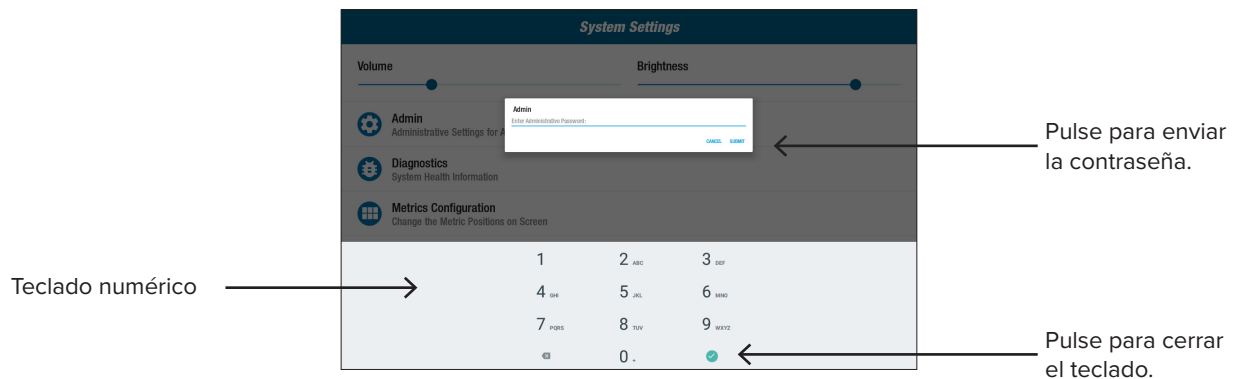 System Settings
Volume
Brightness
Admin
Enter Administrative Password:
CANCEL SUBMIT
Admin
Administrative Settings for A
Diagnostics
System Health Information
Metrics Configuration
Change the Metric Positions on Screen
Pulse para enviar
la contraseña.
Teclado numérico
1 2 ABC 3 DEF
4 GHI 5 JKL 6 MNO
7 PQRS 8 TUV 9 WXYZ
0 +
Pulse para cerrar
el teclado.